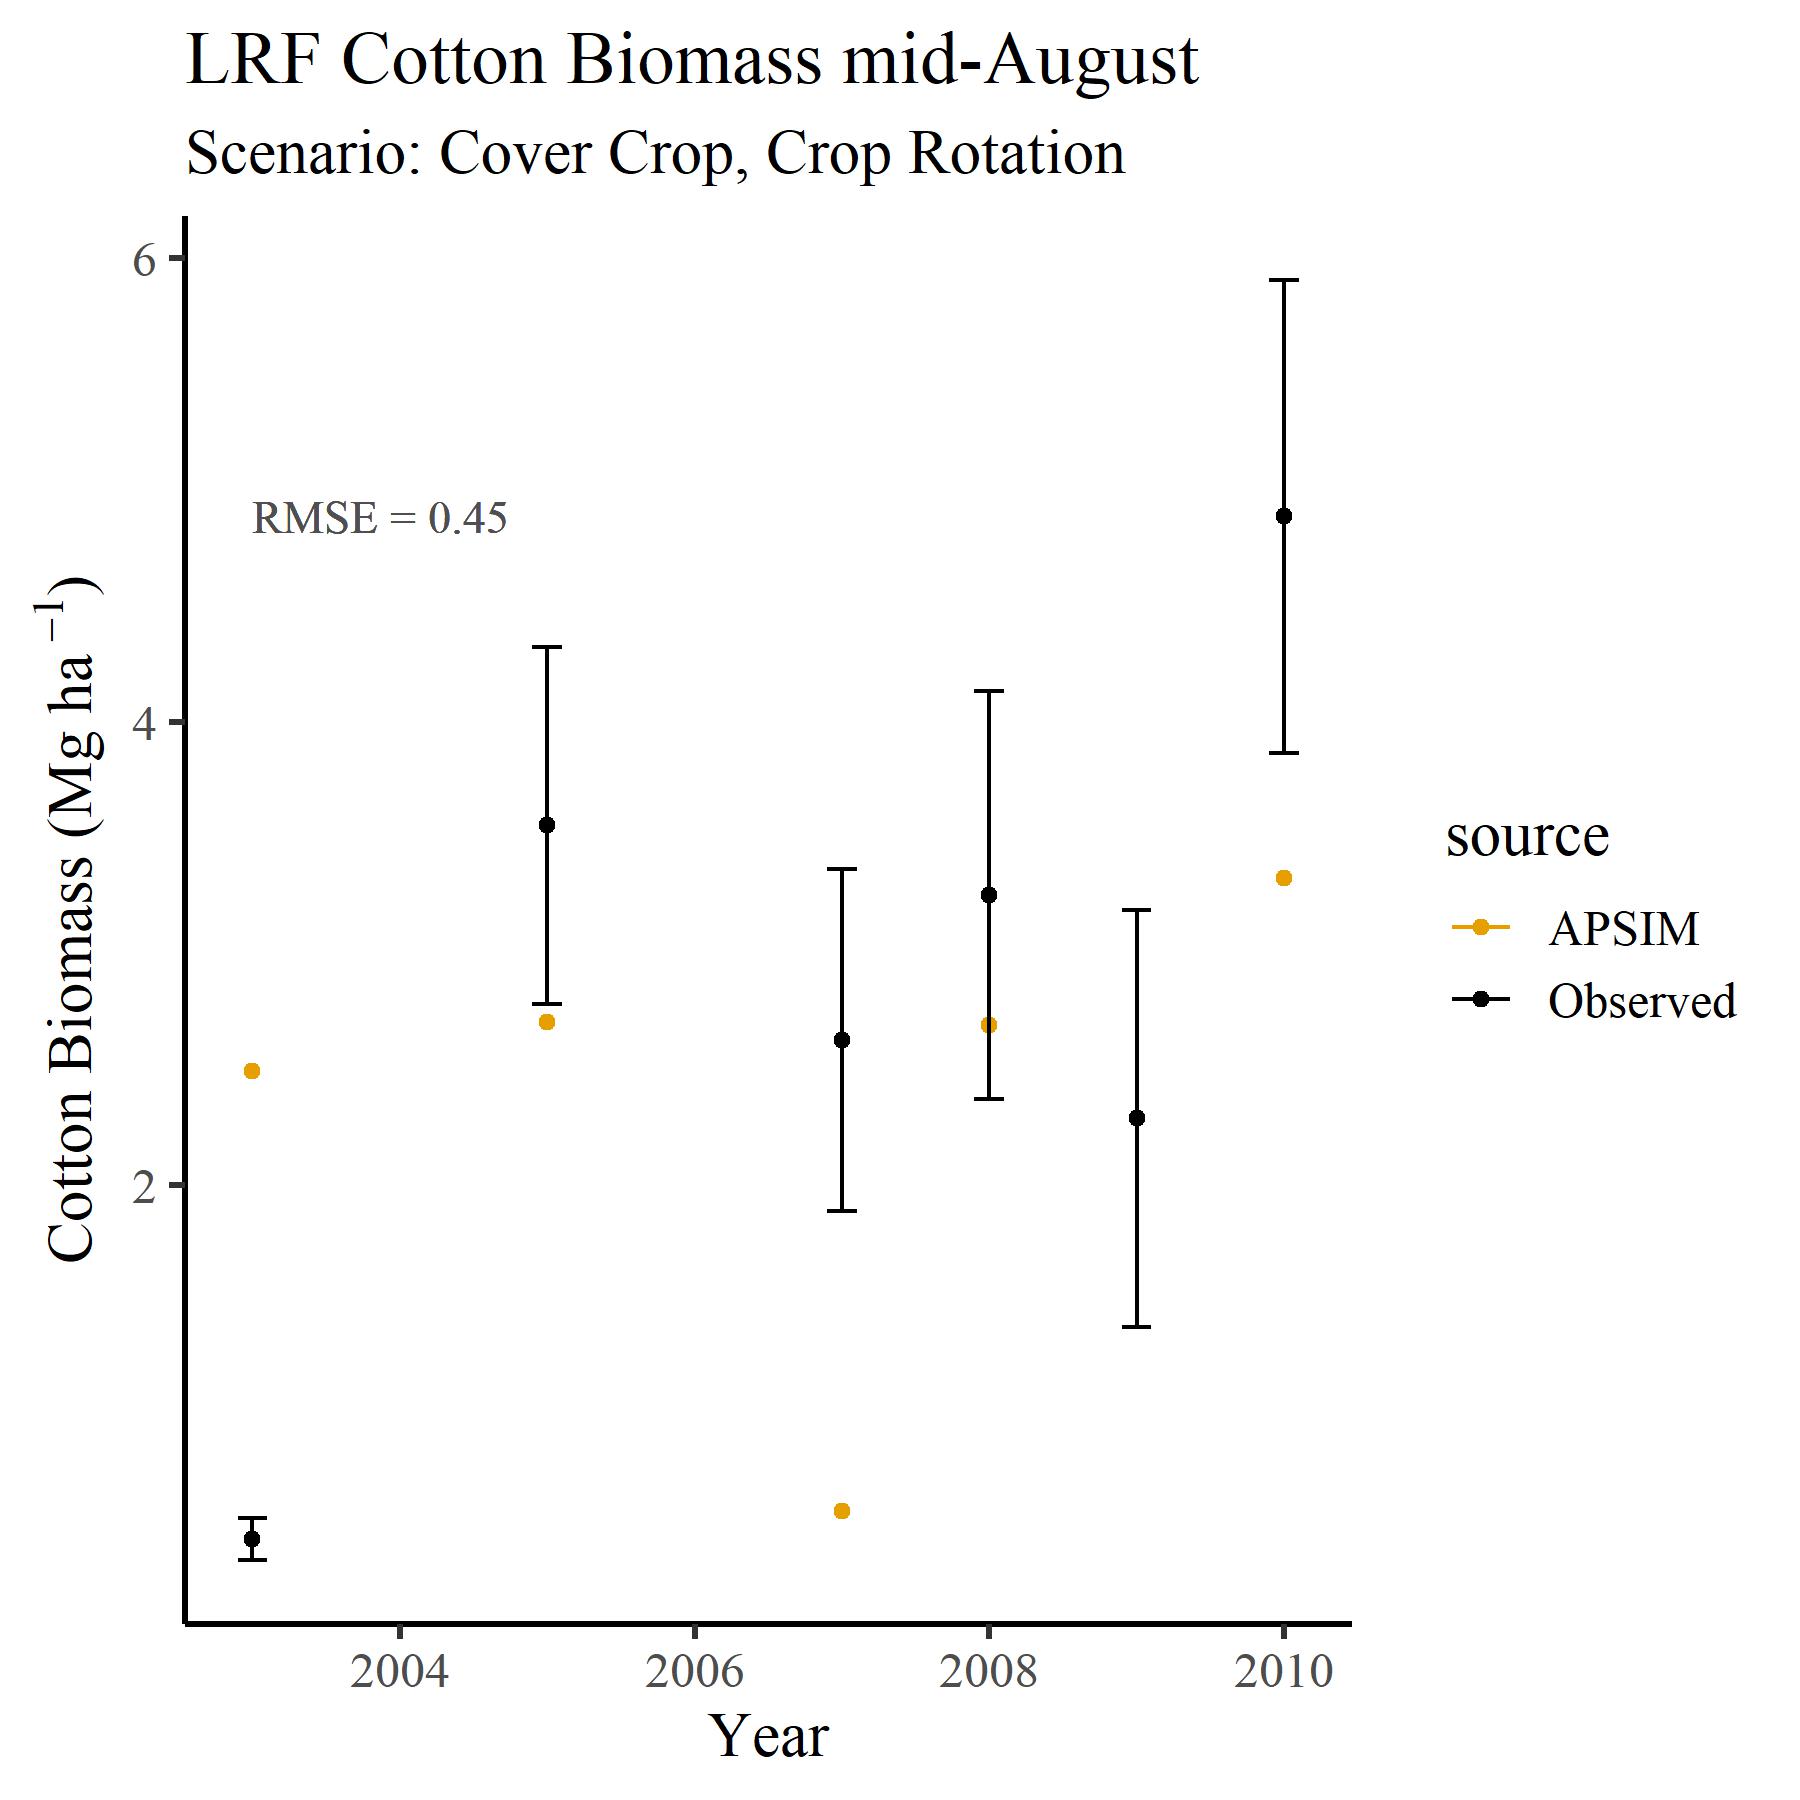 LRF Cotton Biomass mid-August
Scenario: Cover Crop, Crop Rotation
6
4
2
Cotton Biomass (Mg ha⁻¹)
RMSE = 0.45
source
APSIM
Observed
2004 2006 2008 2010
Year